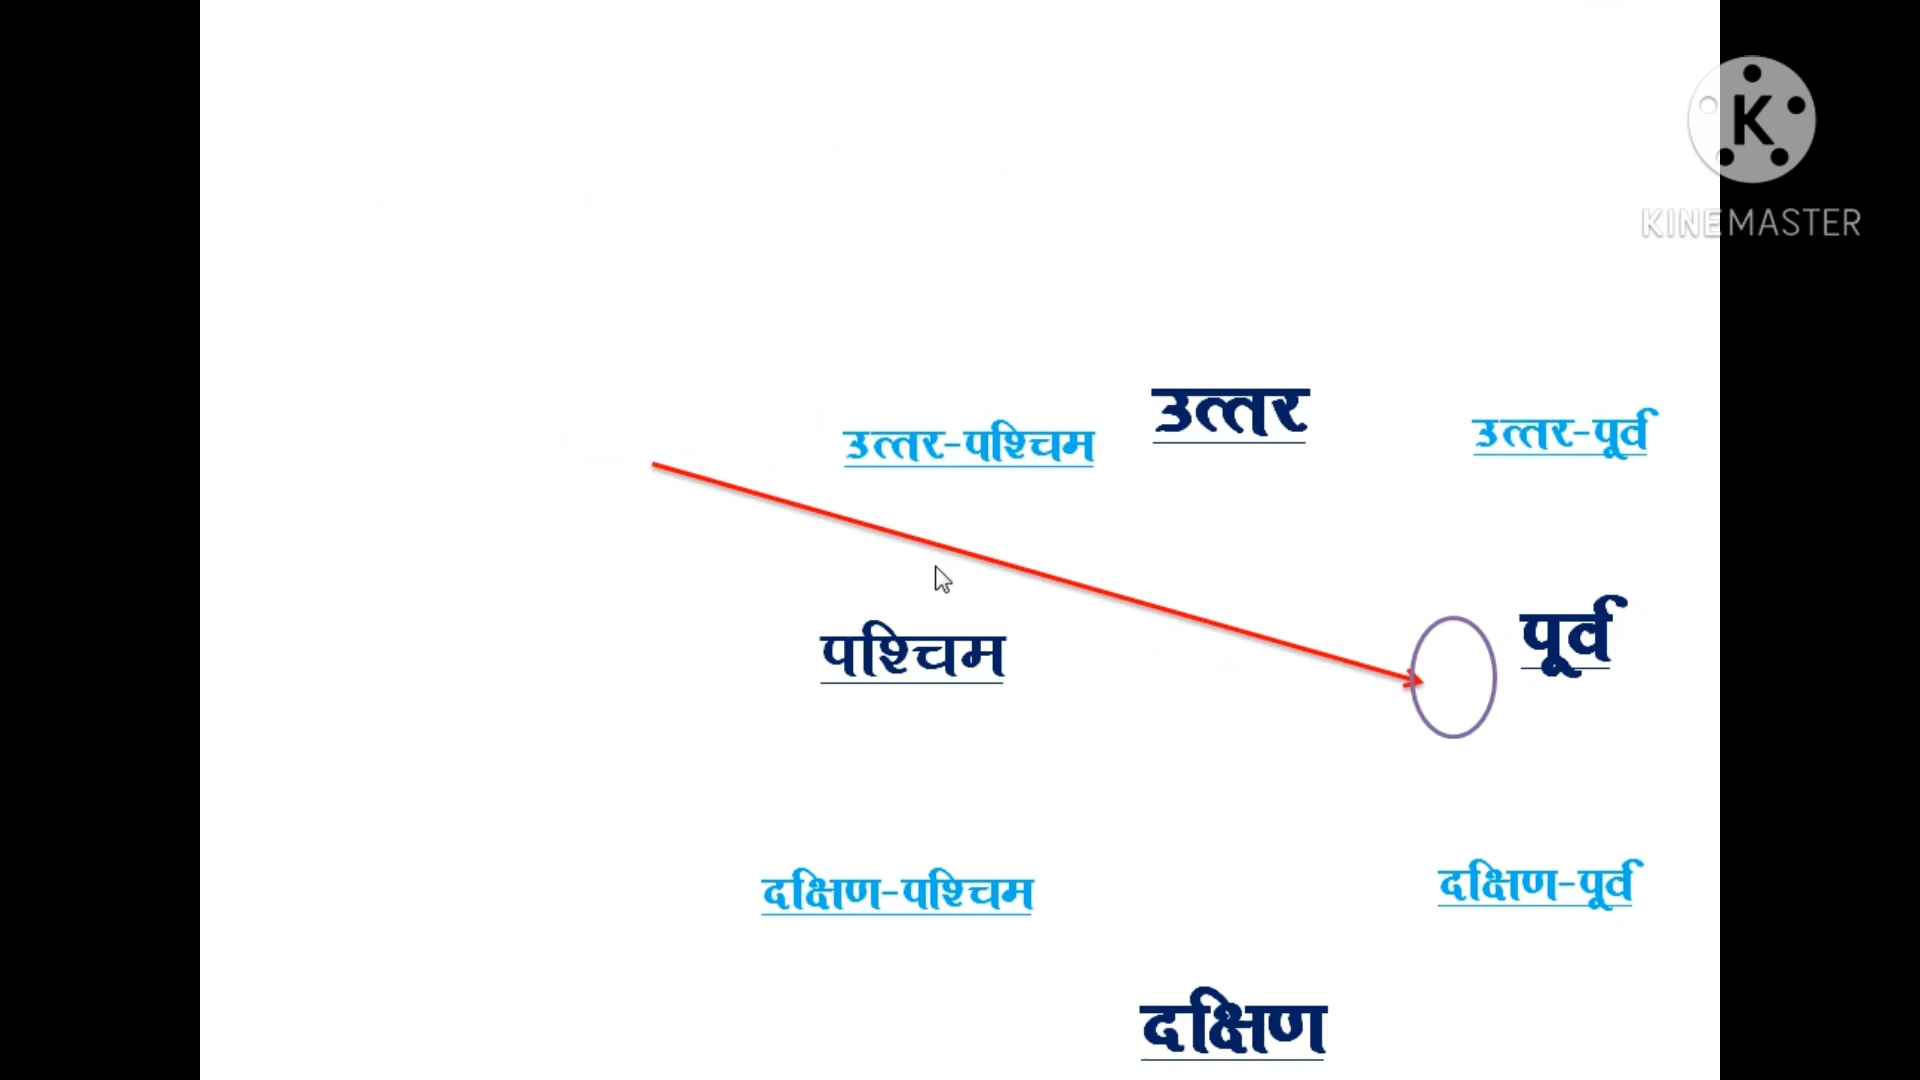 K
KINEMASTER
उत्तर
उत्तर-पश्चिम
उत्तर-पूर्व
पश्चिम
पूर्व
दक्षिण-पश्चिम
दक्षिण-पूर्व
दक्षिण